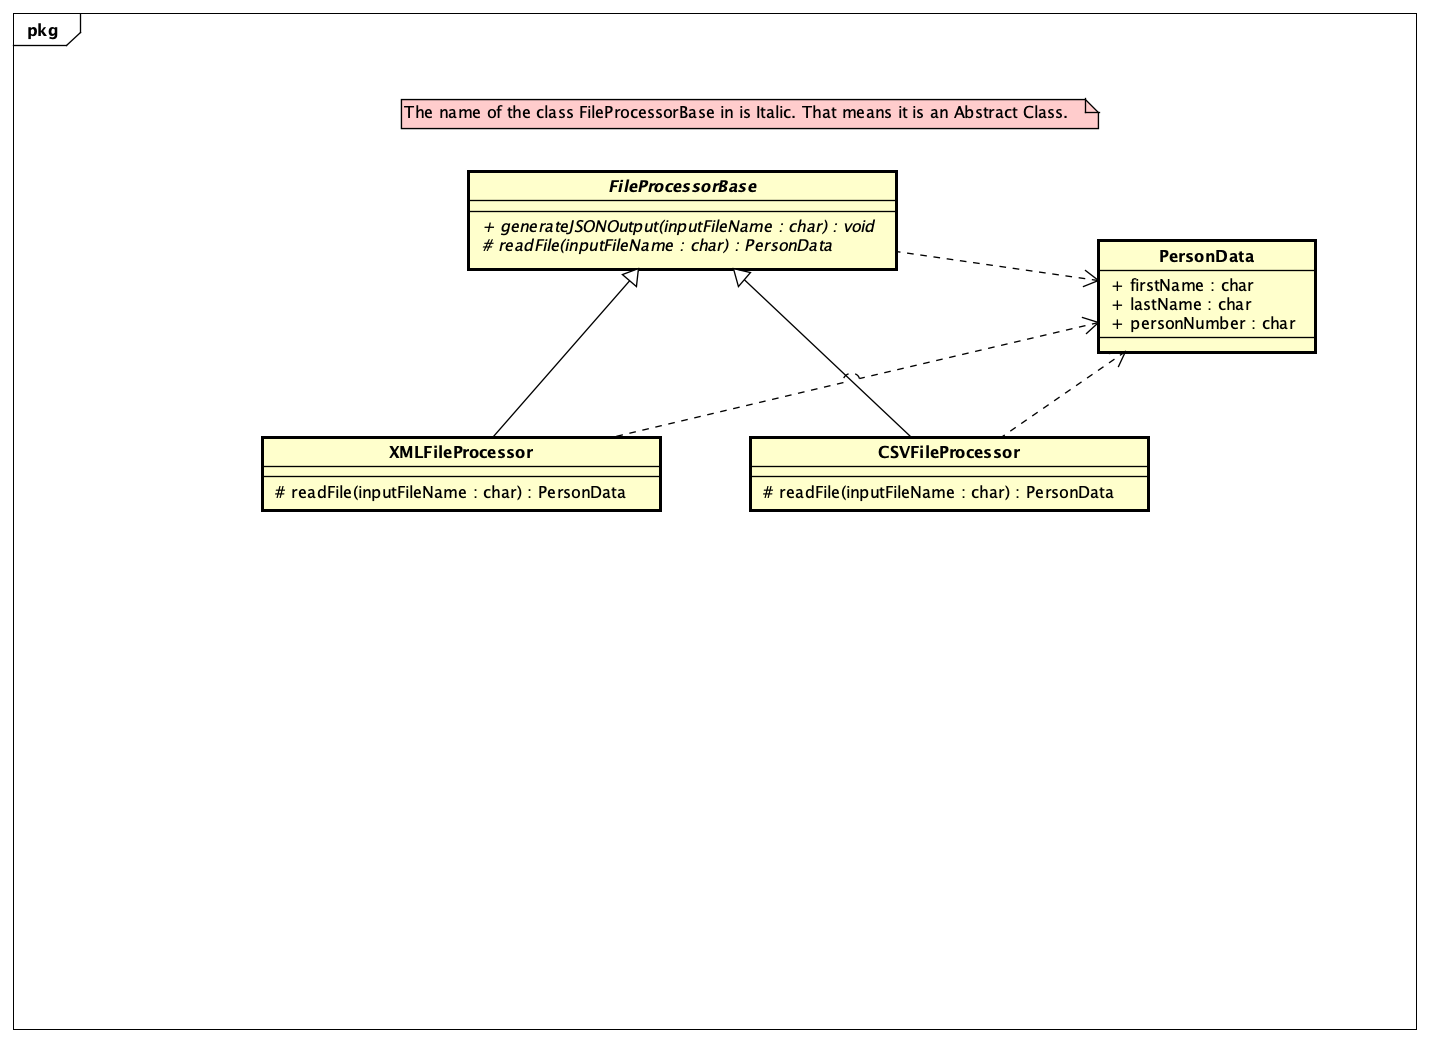 pkg
The name of the class FileProcessorBase in is Italic. That means it is an Abstract Class.
FileProcessorBase
+ generateJSONOutput(inputFileName : char) : void
# readFile(inputFileName : char) : PersonData
PersonData
+ firstName : char
+ lastName : char
+ personNumber : char
XMLFileProcessor
# readFile(inputFileName : char) : PersonData
CSVFileProcessor
# readFile(inputFileName : char) : PersonData